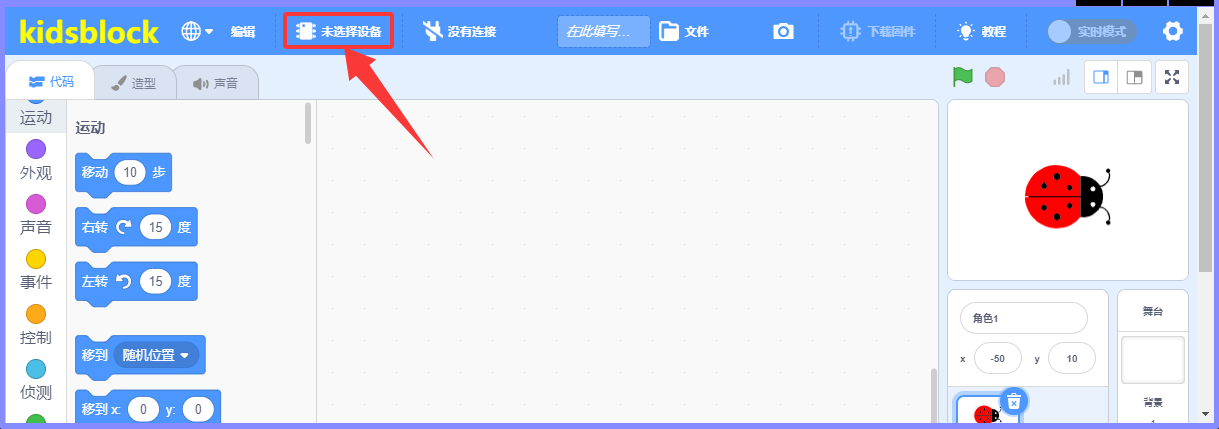 kidsblock 编辑 未选择设备 没有连接 在此填写... 文件 下载固件 教程 实时模式
代码 造型 声音
运动
外观
声音
事件
控制
侦测
运动
移动 10 步
右转 15 度
左转 15 度
移到 随机位置
移到 x: 0 y: 0
角色1
x -50 y 10
舞台
背景
1